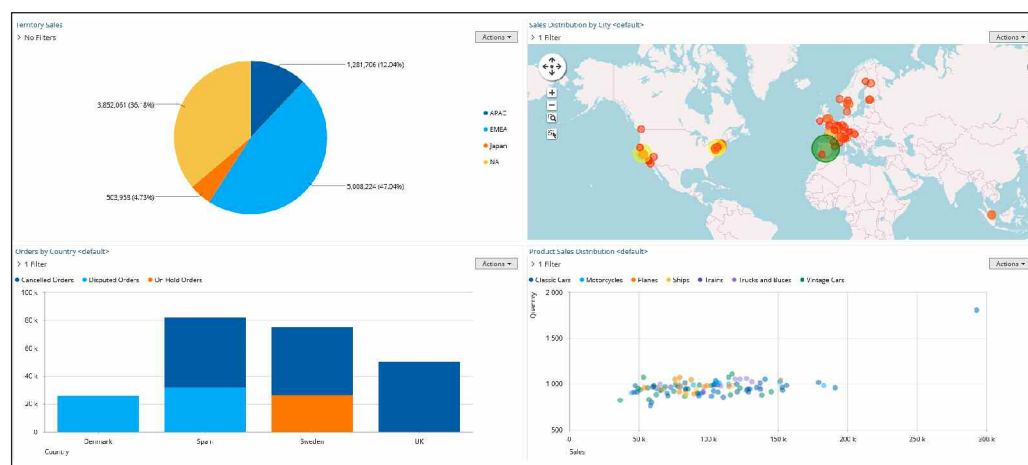 Territory Sales
> No Filters
Actions
1,281,706 (12.04%)
3,852,061 (36.18%)
5,008,224 (47.04%)
503,958 (4.73%)
APAC
EMEA
Japan
NA
Sales Distribution by City <default>
> 1 Filter
Actions
Orders by Country <default>
> 1 Filter
Actions
Cancelled Orders Disputed Orders On Hold Orders
100 k
80 k
60 k
40 k
20 k
0
Denmark Spain Sweden UK
Country
Product Sales Distribution <default>
> 1 Filter
Actions
Classic Cars Motorcycles Planes Ships Trains Trucks and Buses Vintage Cars
Quantity
2 000
1 500
1 000
500
0 50 k 100 k 150 k 200 k 250 k 300 k
Sales